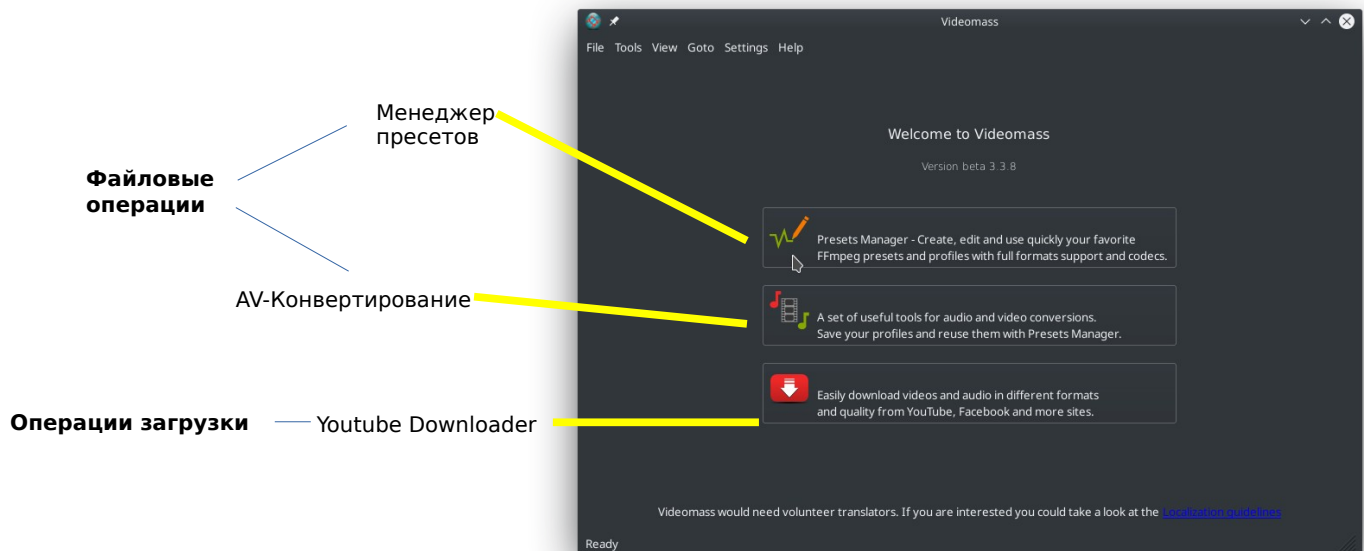 Менеджер
пресетов
Файловые
операции
AV-Конвертирование
Операции загрузки
Youtube Downloader
Videomass
File Tools View Goto Settings Help
Welcome to Videomass
Version beta 3.3.8
Presets Manager - Create, edit and use quickly your favorite
FFmpeg presets and profiles with full formats support and codecs.
A set of useful tools for audio and video conversions.
Save your profiles and reuse them with Presets Manager.
Easily download videos and audio in different formats
and quality from YouTube, Facebook and more sites.
Videomass would need volunteer translators. If you are interested you could take a look at the Localization guidelines
Ready